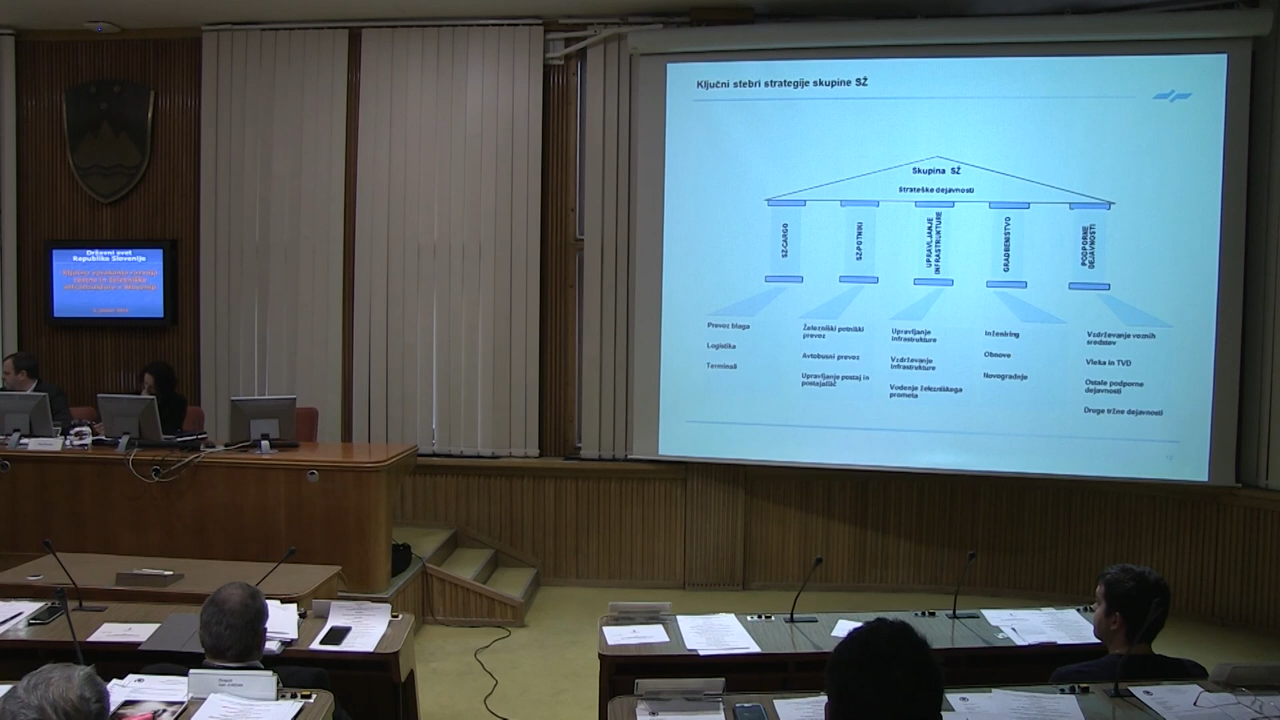 Ključni stebri strategije skupine SŽ
Skupina SŽ
Strateške dejavnosti
SŽ-CARGO
SŽ-POTNIKI
UPRAVLJANJE
INFRASTRUKTURE
GRADBENIŠTVO
PODPORNE
DEJAVNOSTI
Prevoz blaga
Logistika
Terminali
Železniški potniški
prevoz
Avtobusni prevoz
Upravljanje postaj in
postajališč
Upravljanje
infrastrukture
Vzdrževanje
infrastrukture
Vodenje železniškega
prometa
Inženiring
Obnove
Novogradnje
Vzdrževanje voznih
sredstev
Vleka in TVD
Ostale podporne
dejavnosti
Druge tržne dejavnosti
Državni svet
Republike Slovenije